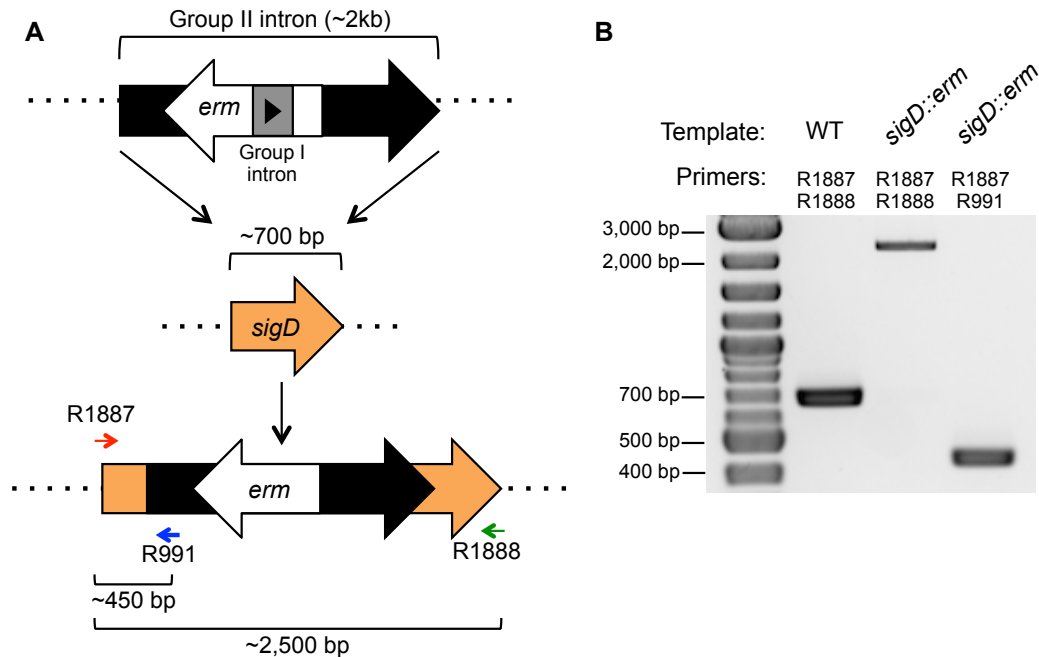 A
Group II intron (~2kb)
erm
Group I
intron
~700 bp
sigD
R1887
erm
R991
R1888
~450 bp
~2,500 bp
B
Template: WT sigD::erm sigD::erm
Primers: R1887 R1887 R1887
R1888 R1888 R991
3,000 bp
2,000 bp
700 bp
500 bp
400 bp